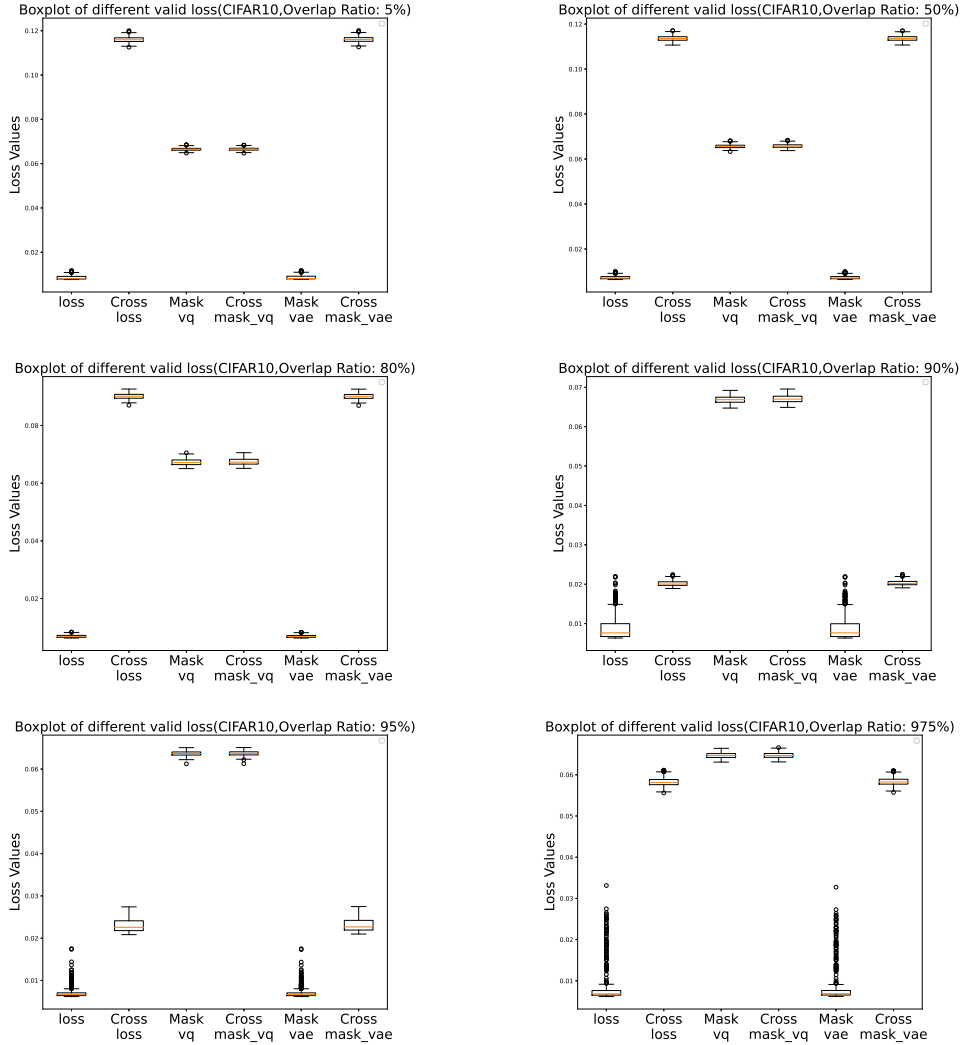 Boxplot of different valid loss(CIFAR10,Overlap Ratio: 5%)
0.12
0.10
0.08
0.06
0.04
0.02
Loss Values
loss
Cross loss
Mask vq
Cross mask_vq
Mask vae
Cross mask_vae
Boxplot of different valid loss(CIFAR10,Overlap Ratio: 50%)
0.12
0.10
0.08
0.06
0.04
0.02
Loss Values
loss
Cross loss
Mask vq
Cross mask_vq
Mask vae
Cross mask_vae
Boxplot of different valid loss(CIFAR10,Overlap Ratio: 80%)
0.08
0.06
0.04
0.02
Loss Values
loss
Cross loss
Mask vq
Cross mask_vq
Mask vae
Cross mask_vae
Boxplot of different valid loss(CIFAR10,Overlap Ratio: 90%)
0.07
0.06
0.05
0.04
0.03
0.02
0.01
Loss Values
loss
Cross loss
Mask vq
Cross mask_vq
Mask vae
Cross mask_vae
Boxplot of different valid loss(CIFAR10,Overlap Ratio: 95%)
0.06
0.05
0.04
0.03
0.02
0.01
Loss Values
loss
Cross loss
Mask vq
Cross mask_vq
Mask vae
Cross mask_vae
Boxplot of different valid loss(CIFAR10,Overlap Ratio: 975%)
0.06
0.05
0.04
0.03
0.02
0.01
Loss Values
loss
Cross loss
Mask vq
Cross mask_vq
Mask vae
Cross mask_vae